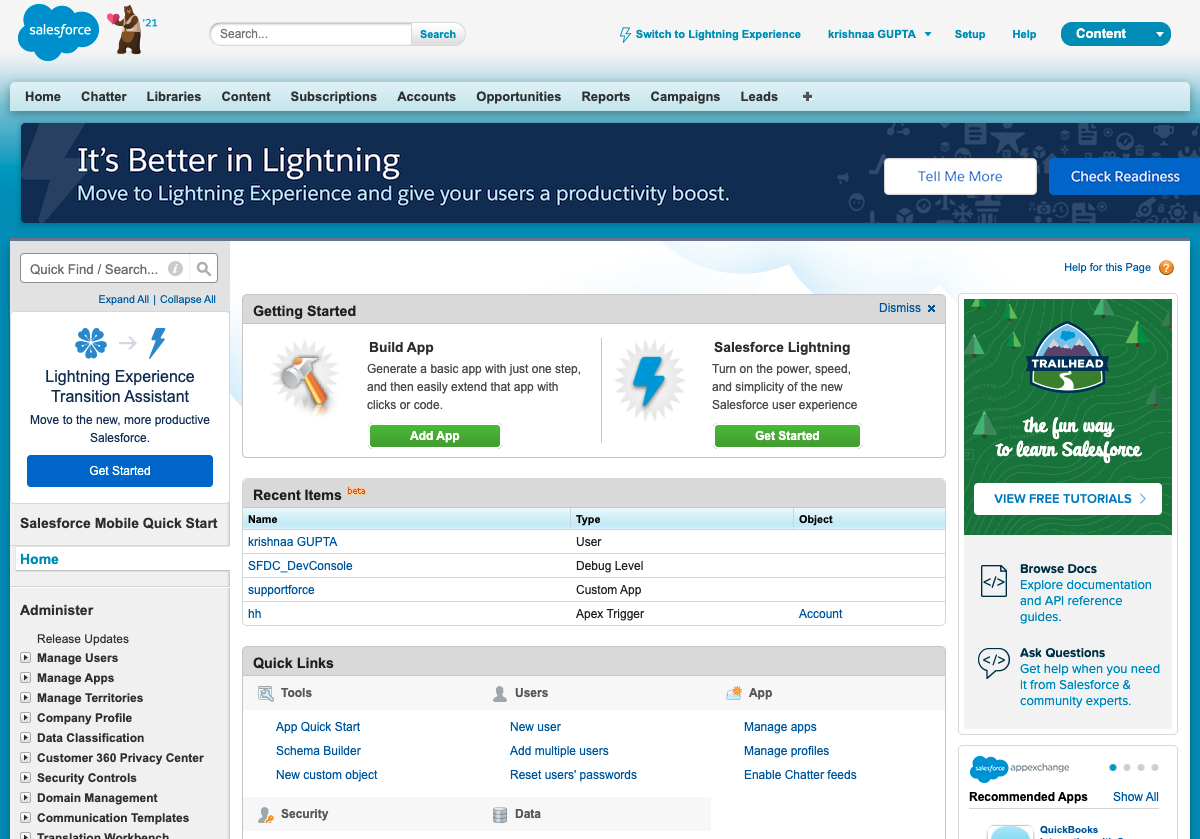 salesforce
'21
Search...
Search
Switch to Lightning Experience
krishnaa GUPTA
Setup
Help
Content
Home
Chatter
Libraries
Content
Subscriptions
Accounts
Opportunities
Reports
Campaigns
Leads
+
It's Better in Lightning
Move to Lightning Experience and give your users a productivity boost.
Tell Me More
Check Readiness
Quick Find / Search...
Expand All | Collapse All
Lightning Experience
Transition Assistant
Move to the new, more productive
Salesforce.
Get Started
Salesforce Mobile Quick Start
Home
Administer
Release Updates
Manage Users
Manage Apps
Manage Territories
Company Profile
Data Classification
Customer 360 Privacy Center
Security Controls
Domain Management
Communication Templates
Translation Workbench
Help for this Page
Getting Started
Dismiss
Build App
Generate a basic app with just one step,
and then easily extend that app with
clicks or code.
Add App
Salesforce Lightning
Turn on the power, speed,
and simplicity of the new
Salesforce user experience
Get Started
Recent Items beta
Name Type Object
krishnaa GUPTA User
SFDC_DevConsole Debug Level
supportforce Custom App
hh Apex Trigger Account
Quick Links
Tools
App Quick Start
Schema Builder
New custom object
Users
New user
Add multiple users
Reset users' passwords
App
Manage apps
Manage profiles
Enable Chatter feeds
Security
Data
TRAILHEAD
the fun way
to learn Salesforce
VIEW FREE TUTORIALS
Browse Docs
Explore documentation
and API reference
guides.
Ask Questions
Get help when you need
it from Salesforce &
community experts.
salesforce appexchange
Recommended Apps
Show All
QuickBooks